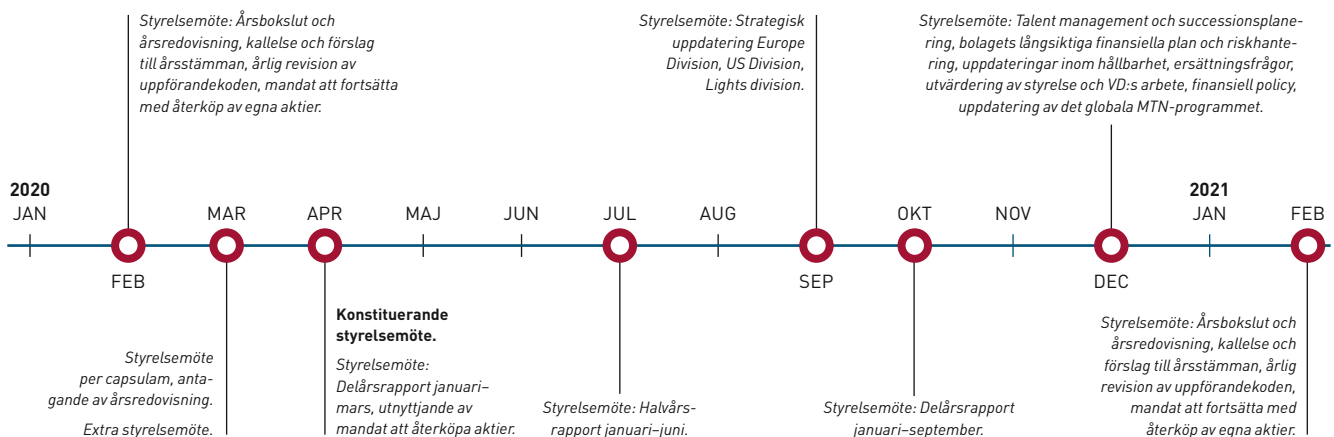 Styrelsemöte: Årsbokslut och
årsredovisning, kallelse och förslag
till årsstämman, årlig revision av
uppförandekoden, mandat att fortsätta
med återköp av egna aktier.
Styrelsemöte: Strategisk
uppdatering Europe
Division, US Division,
Lights division.
Styrelsemöte: Talent management och successionsplane-
ring, bolagets långsiktiga finansiella plan och riskhante-
ring, uppdateringar inom hållbarhet, ersättningsfrågor,
utvärdering av styrelse och VD:s arbete, finansiell policy,
uppdatering av det globala MTN-programmet.
2020
JAN
MAR
APR
MAJ
JUN
JUL
AUG
OKT
NOV
2021
JAN
FEB
FEB
SEP
DEC
Styrelsemöte
per capsulam, anta-
gande av årsredovisning.
Extra styrelsemöte.
Konstituerande
styrelsemöte.
Styrelsemöte:
Delårsrapport januari–
mars, utnyttjande av
mandat att återköpa aktier.
Styrelsemöte: Halvårs-
rapport januari–juni.
Styrelsemöte: Delårsrapport
januari–september.
Styrelsemöte: Årsbokslut och
årsredovisning, kallelse och
förslag till årsstämman, årlig
revision av uppförandekoden,
mandat att fortsätta med
återköp av egna aktier.